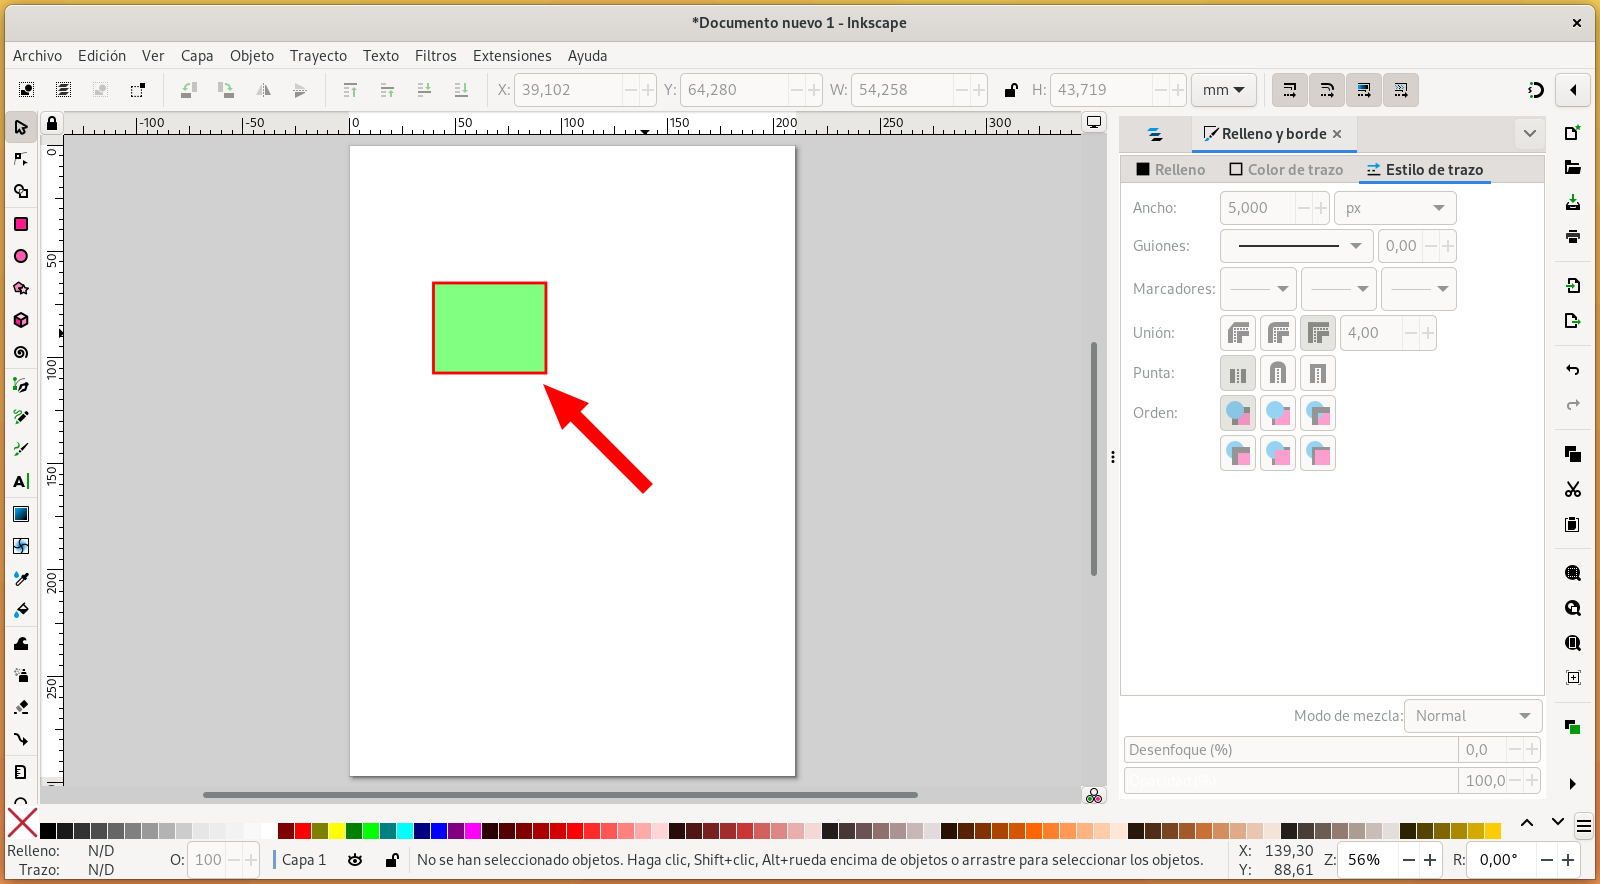 *Documento nuevo 1 - Inkscape
Archivo Edición Ver Capa Objeto Trayecto Texto Filtros Extensiones Ayuda
X: 39,102 Y: 64,280 W: 54,258 H: 43,719 mm
-100 -50 0 50 100 150 200 250 300
0
50
100
150
200
250
Relleno y borde
Relleno Color de trazo Estilo de trazo
Ancho: 5,000 px
Guiones: 0,00
Marcadores:
Unión: 4,00
Punta:
Orden:
Modo de mezcla: Normal
Desenfoque (%) 0,0
Opacidad (%) 100,0
Relleno: N/D
Trazo: N/D
O: 100
Capa 1
No se han seleccionado objetos. Haga clic, Shift+clic, Alt+rueda encima de objetos o arrastre para seleccionar los objetos.
X: 139,30
Y: 88,61
Z: 56%
R: 0,00°